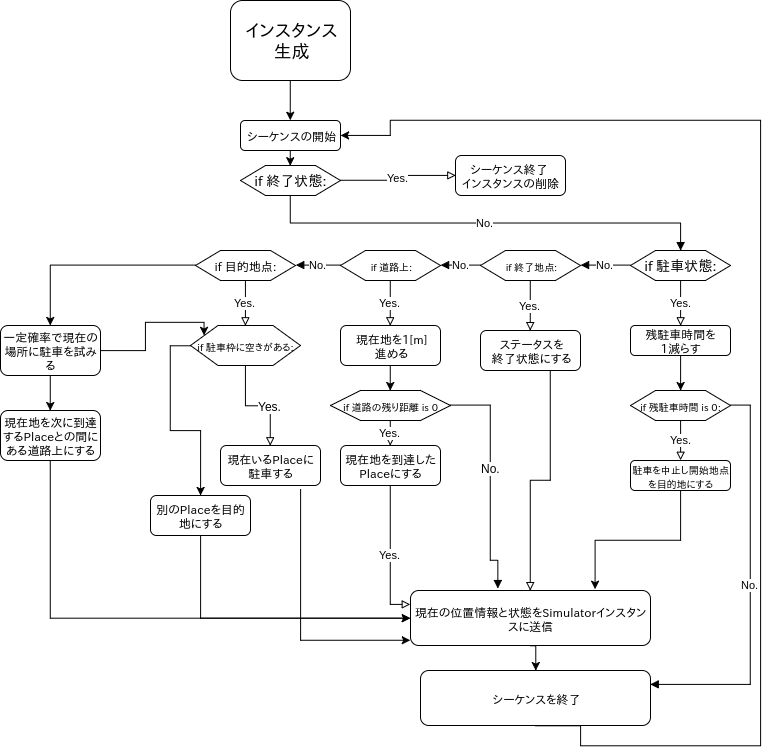 インスタンス
生成
シーケンスの開始
if 終了状態:
Yes.
シーケンス終了
インスタンスの削除
No.
if 目的地点:
No.
if 道路上:
No.
if 終了地点:
No.
if 駐車状態:
Yes.
Yes.
Yes.
Yes.
一定確率で現在の
場所に駐車を試み
る
if 駐車枠に空きがある:
現在地を1[m]
進める
ステータスを
終了状態にする
残駐車時間を
1減らす
現在地を次に到達
するPlaceとの間に
ある道路上にする
Yes.
if 道路の残り距離 is 0
if 残駐車時間 is 0:
Yes.
Yes.
現在いるPlaceに
駐車する
現在地を到達した
Placeにする
No.
駐車を中止し開始地点
を目的地にする
別のPlaceを目的
地にする
Yes.
No.
現在の位置情報と状態をSimulatorインスタン
スに送信
シーケンスを終了